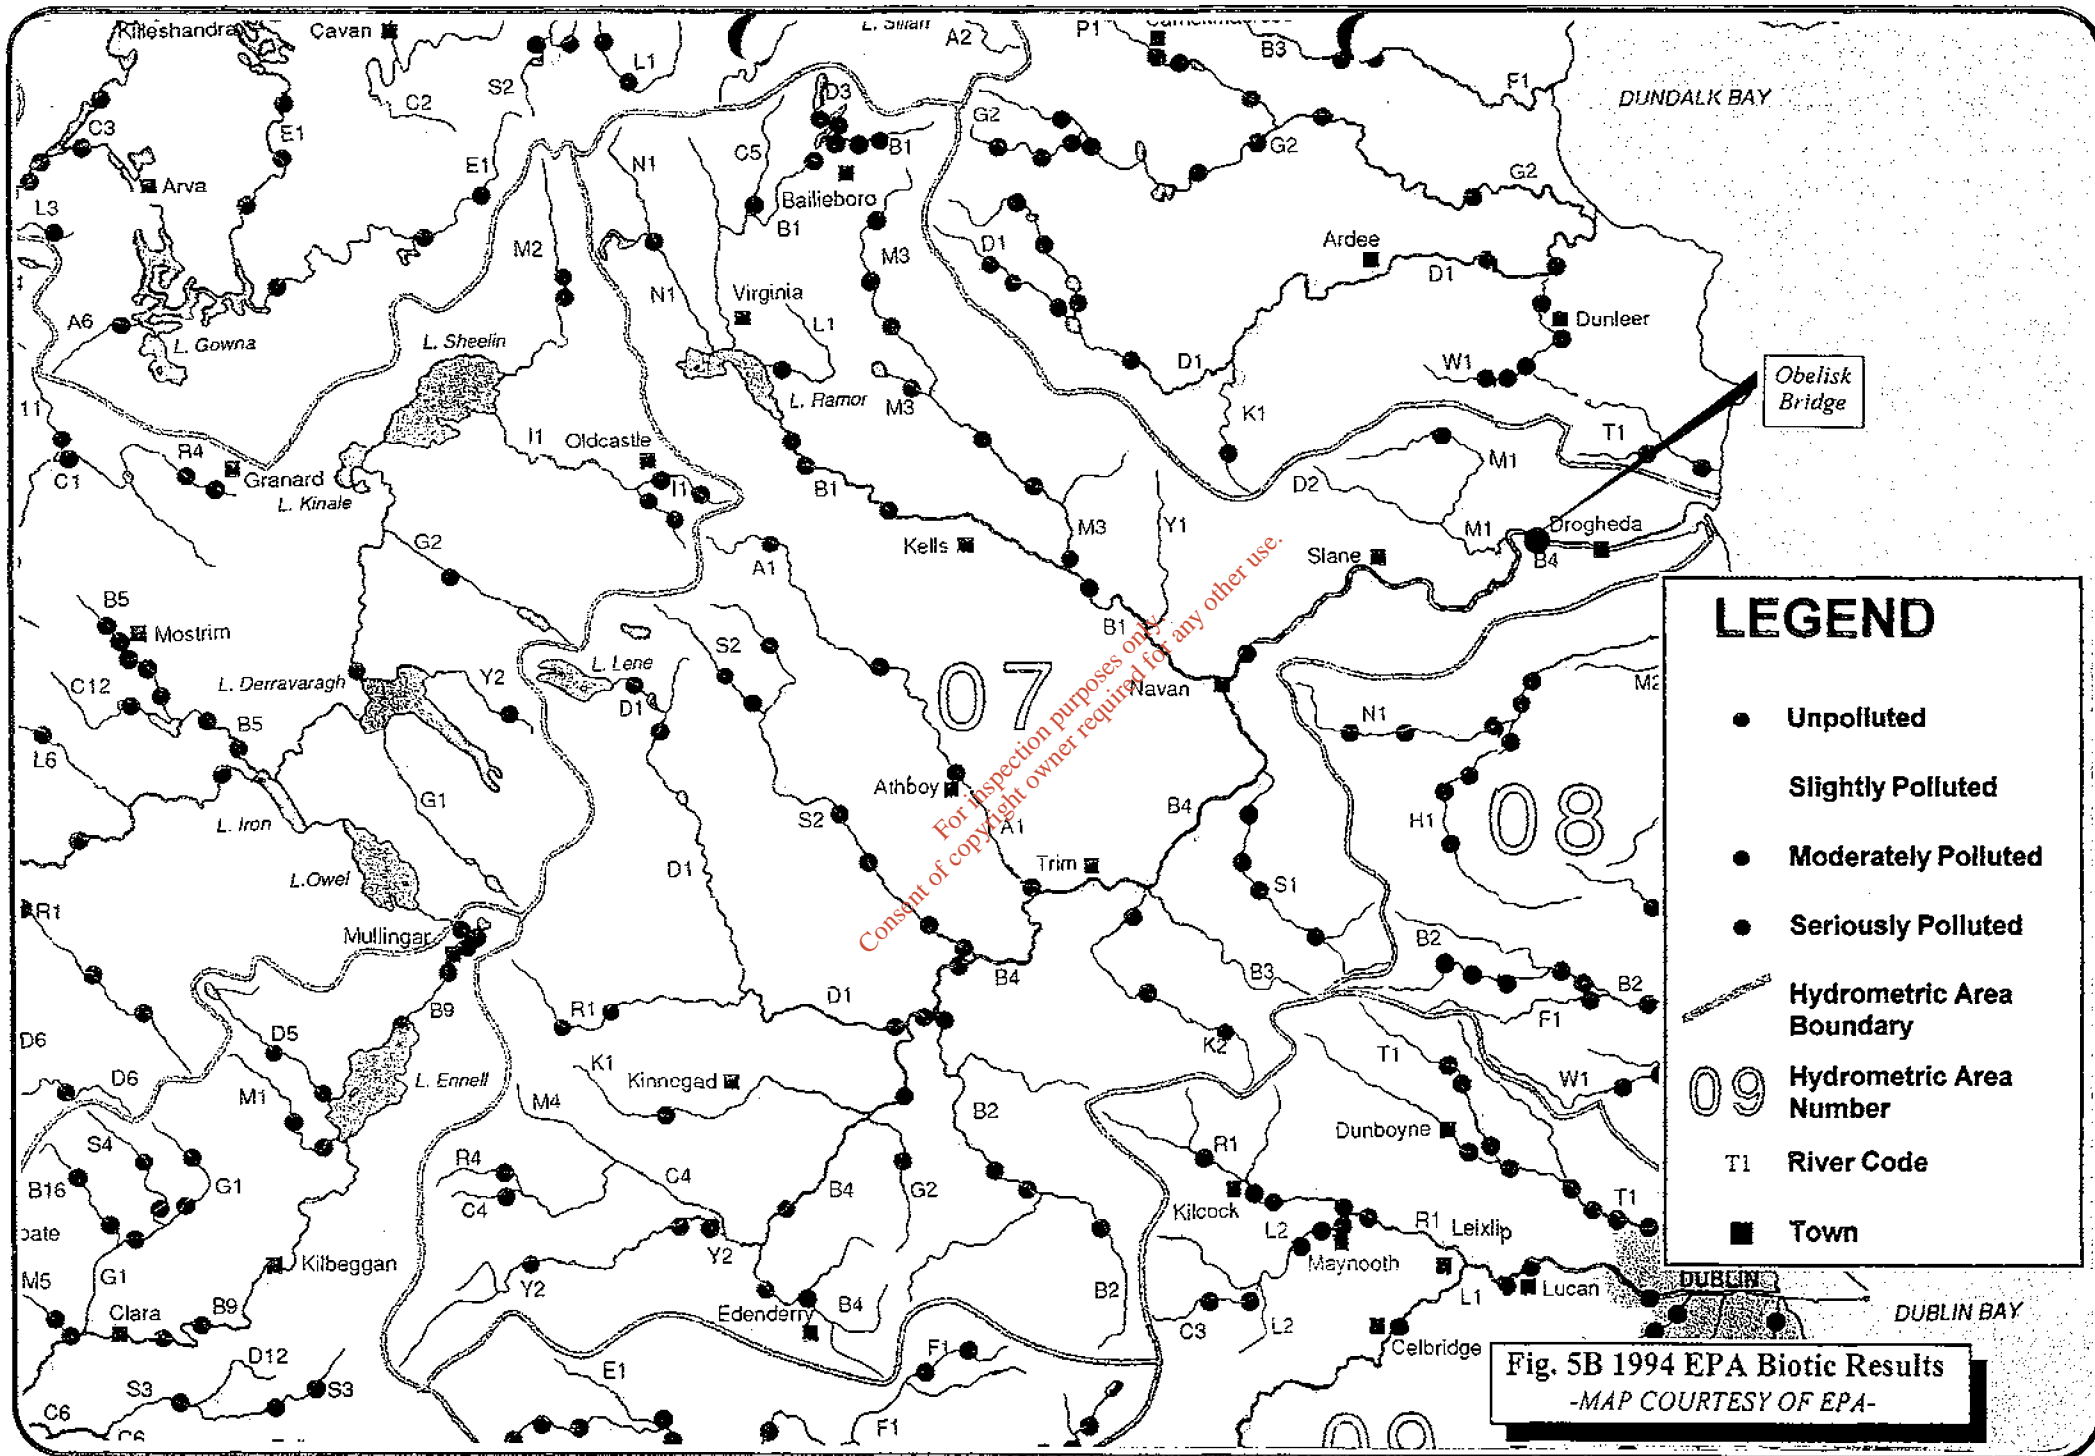 Killeshandra
Cavan
L. Sillan
A2
P1
B3
F1
DUNDALK BAY
L1
S2
C2
C3
E1
D3
G2
G2
C5
B1
N1
E1
Arva
Bailieboro
G2
L3
B1
M2
M3
D1
Ardee
D1
N1
Virginia
L1
Dunleer
A6
L. Gowna
L. Sheelin
D1
W1
Obelisk
Bridge
L. Ramor
M3
K1
11
I1
Oldcastle
T1
R4
Granard
C1
L. Kinale
I1
B1
D2
M1
M3
Y1
M1
Drogheda
G2
Kells
Slane
B4
A1
B5
Mostrim
B1
S2
L. Lene
07
C12
L. Derravaragh
Y2
D1
Navan
M2
B5
N1
L6
Athboy
G1
B4
08
L. Iron
S2
A1
H1
D1
Trim
L.Owel
S1
R1
Mullingar
B2
B4
B3
B2
B9
R1
D1
F1
D6
D5
K2
T1
K1
Kinnegad
L. Ennell
W1
D6
M1
M4
B2
Dunboyne
S4
R1
R4
C4
B4
G2
B16
G1
C4
Kilcock
T1
L2
R1
Leixlip
Y2
Maynooth
Kilbeggan
M5
G1
Y2
B2
L1
Lucan
DUBLIN
Clara
B9
Edenderry
B4
C3
L2
DUBLIN BAY
Celbridge
D12
F1
E1
S3
S3
C6
C6
F1
09
For inspection purposes only.
Consent of copyright owner required for any other use.
LEGEND
Unpolluted
Slightly Polluted
Moderately Polluted
Seriously Polluted
Hydrometric Area
Boundary
09
Hydrometric Area
Number
T1 River Code
Town
Fig. 5B 1994 EPA Biotic Results
-MAP COURTESY OF EPA-